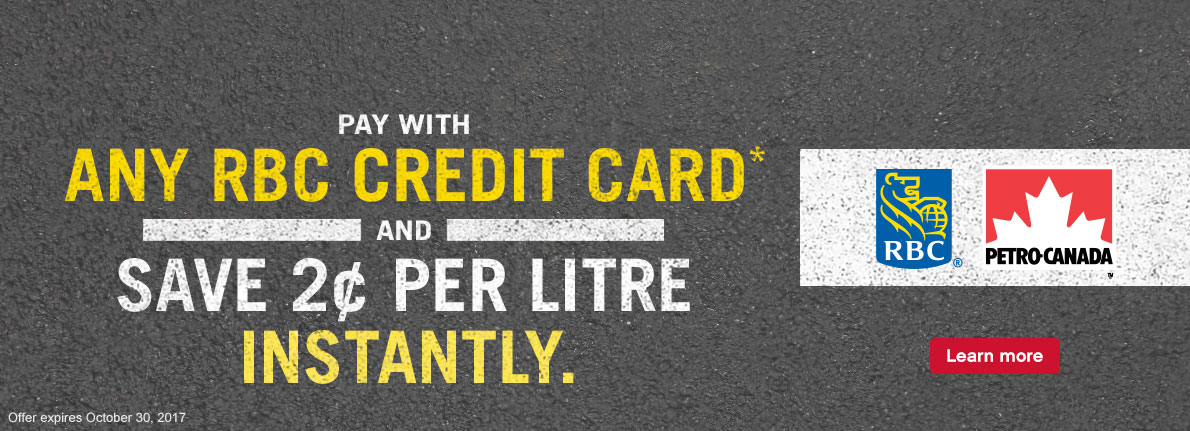 PAY WITH
ANY RBC CREDIT CARD*
AND
SAVE 2¢ PER LITRE
INSTANTLY.
RBC®
PETRO-CANADA
™
Learn more
Offer expires October 30, 2017